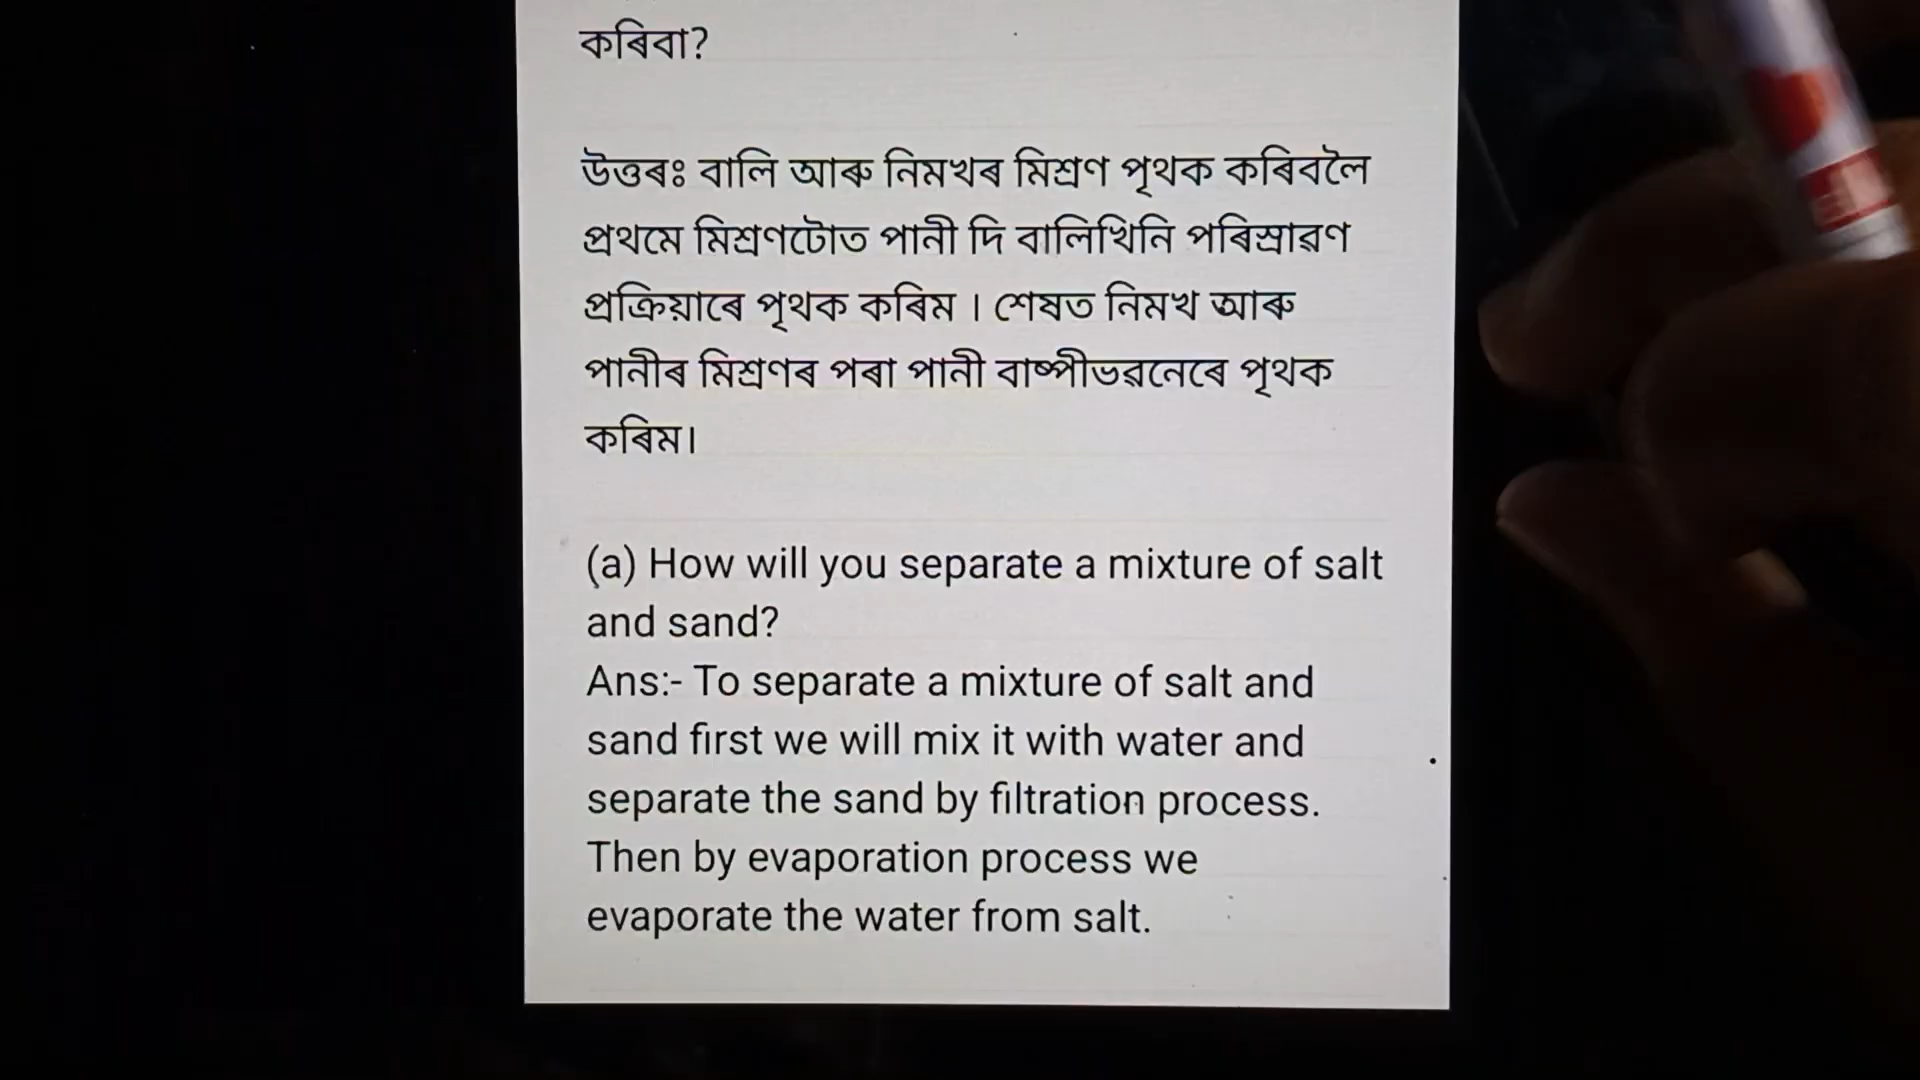 কৰিবা?
উত্তৰঃ বালি আৰু নিমখৰ মিশ্ৰণ পৃথক কৰিবলৈ
প্ৰথমে মিশ্ৰণটোত পানী দি বালিখিনি পৰিস্ৰাৱণ
প্ৰক্ৰিয়াৰে পৃথক কৰিম । শেষত নিমখ আৰু
পানীৰ মিশ্ৰণৰ পৰা পানী বাষ্পীভৱনেৰে পৃথক
কৰিম।
(a) How will you separate a mixture of salt
and sand?
Ans:- To separate a mixture of salt and
sand first we will mix it with water and
separate the sand by filtration process.
Then by evaporation process we
evaporate the water from salt.